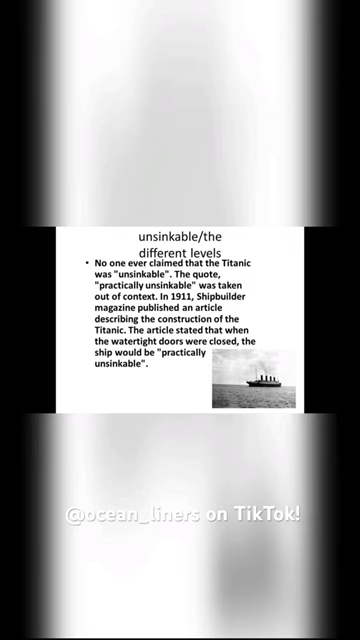 unsinkable/the
different levels
• No one ever claimed that the Titanic
was "unsinkable". The quote,
"practically unsinkable" was taken
out of context. In 1911, Shipbuilder
magazine published an article
describing the construction of the
Titanic. The article stated that when
the watertight doors were closed, the
ship would be "practically
unsinkable".
@ocean_liners on TikTok!